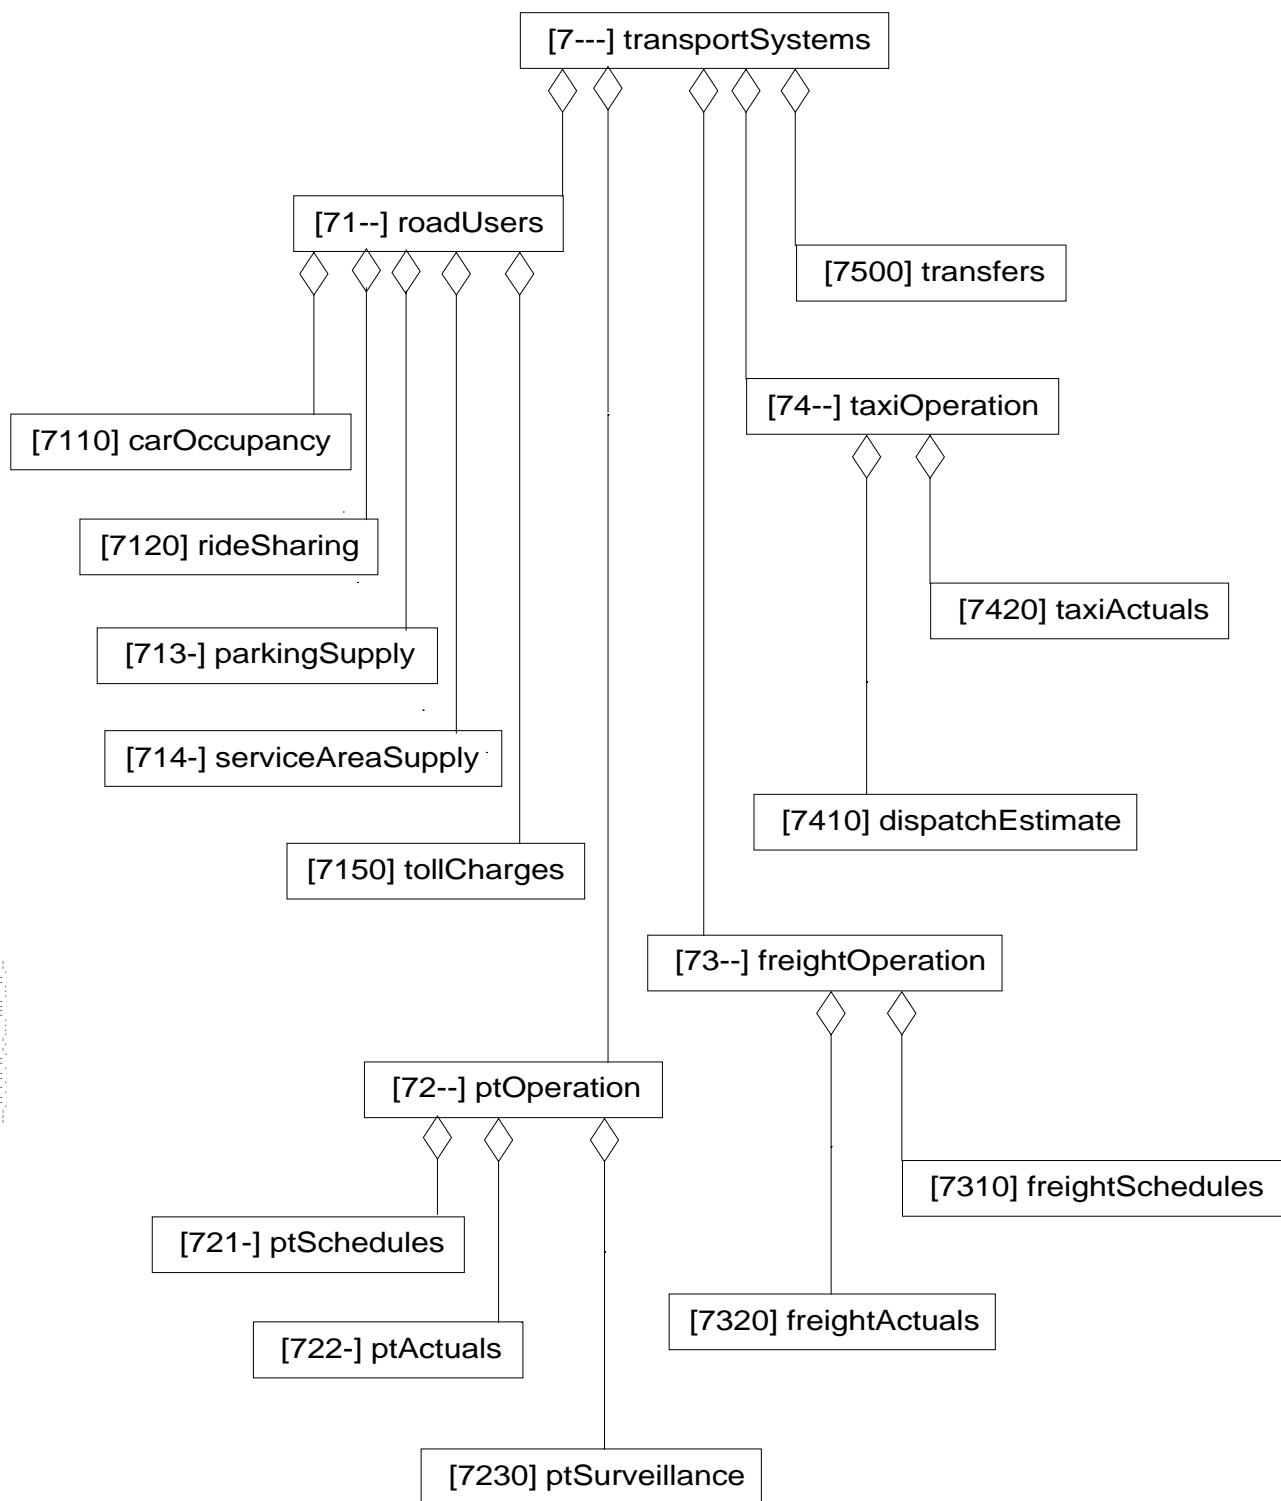 [7---] transportSystems
[71--] roadUsers
[7500] transfers
[74--] taxiOperation
[7110] carOccupancy
[7120] rideSharing
[7420] taxiActuals
[713-] parkingSupply
[714-] serviceAreaSupply
[7410] dispatchEstimate
[7150] tollCharges
[73--] freightOperation
[72--] ptOperation
[7310] freightSchedules
[721-] ptSchedules
[7320] freightActuals
[722-] ptActuals
[7230] ptSurveillance